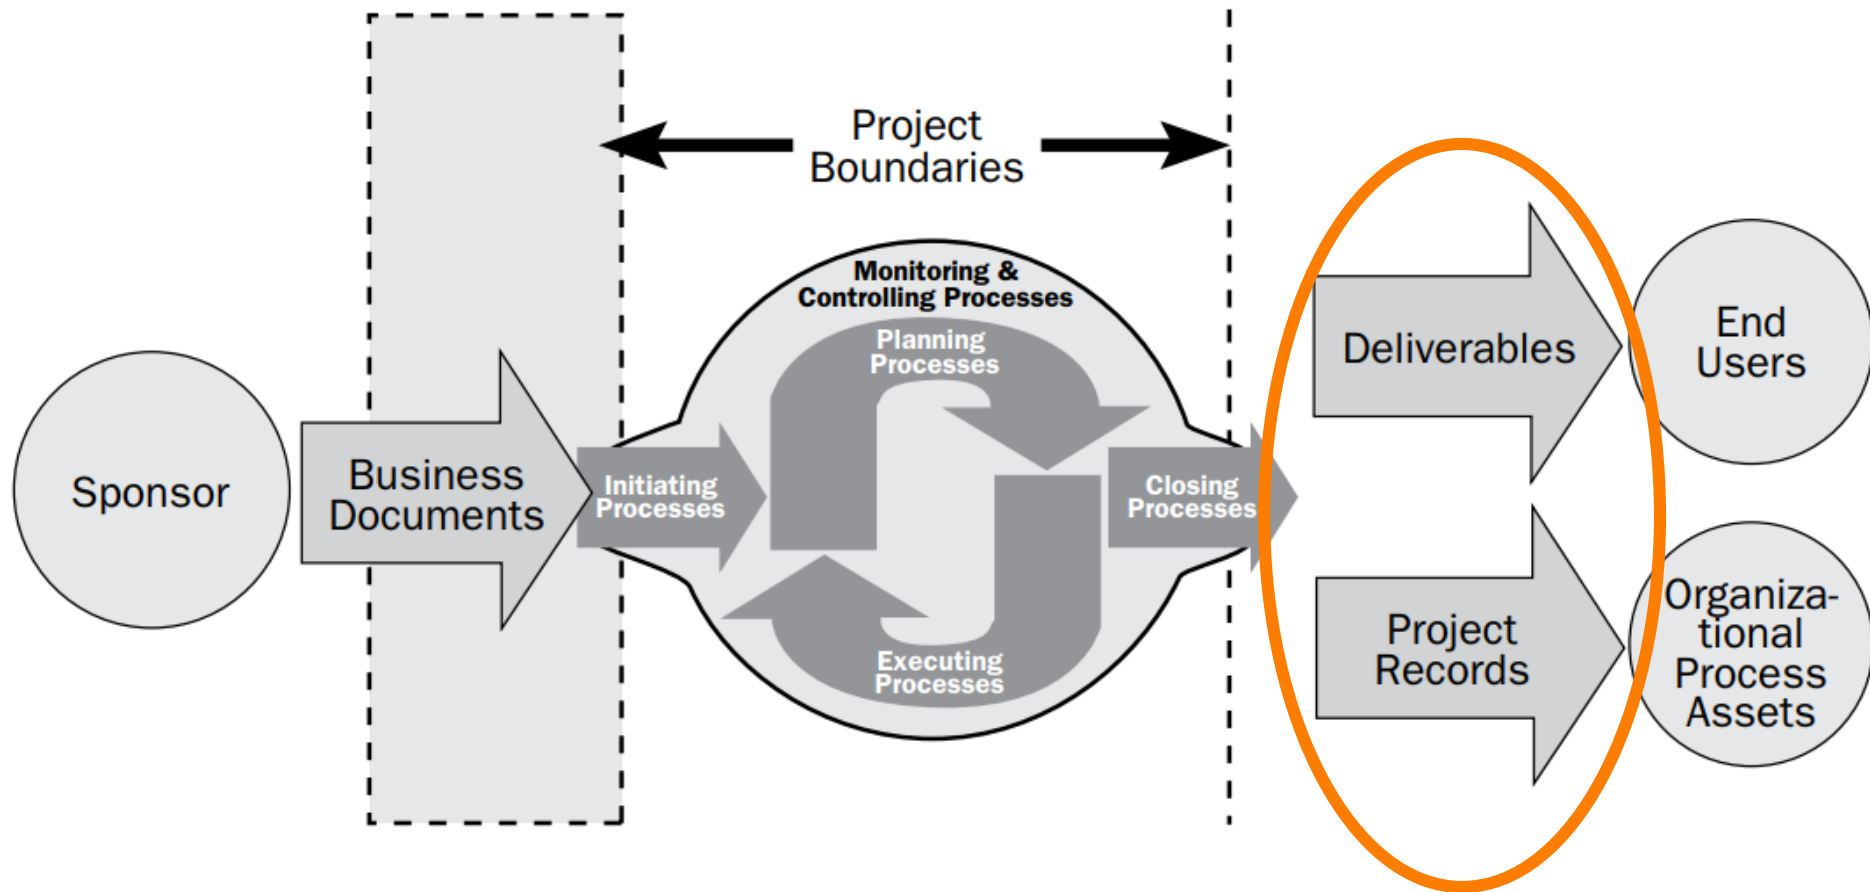 Project
Boundaries
Monitoring &
Controlling Processes
Planning
Processes
Sponsor
Business
Documents
Initiating
Processes
Closing
Processes
Executing
Processes
Deliverables
End
Users
Project
Records
Organiza-
tional
Process
Assets